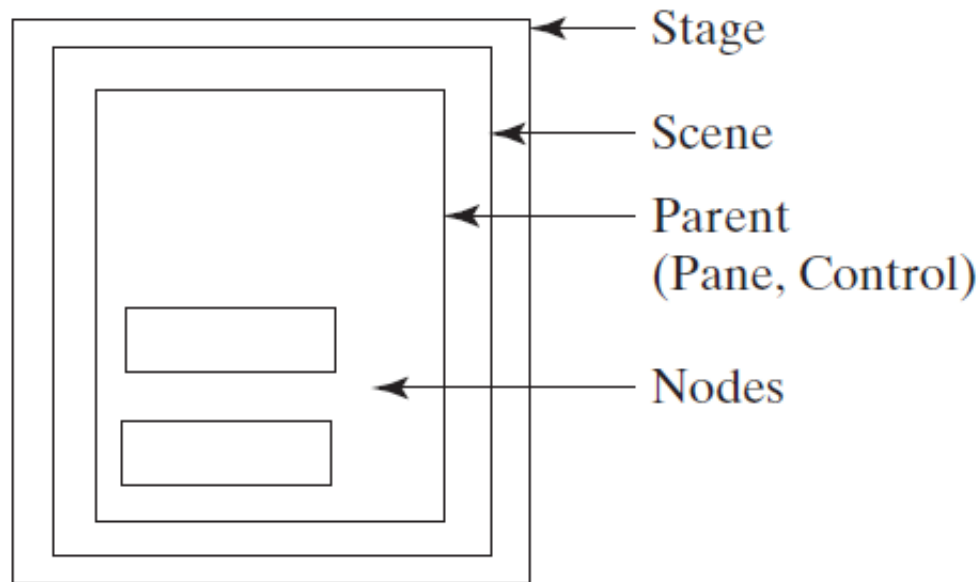 Stage
Scene
Parent
(Pane, Control)
Nodes